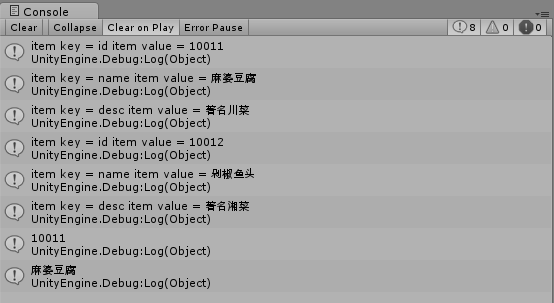 Console
Clear Collapse Clear on Play Error Pause 8 0 0
item key = id item value = 10011
UnityEngine.Debug:Log(Object)
item key = name item value = 麻婆豆腐
UnityEngine.Debug:Log(Object)
item key = desc item value = 著名川菜
UnityEngine.Debug:Log(Object)
item key = id item value = 10012
UnityEngine.Debug:Log(Object)
item key = name item value = 剁椒鱼头
UnityEngine.Debug:Log(Object)
item key = desc item value = 著名湘菜
UnityEngine.Debug:Log(Object)
10011
UnityEngine.Debug:Log(Object)
麻婆豆腐
UnityEngine.Debug:Log(Object)